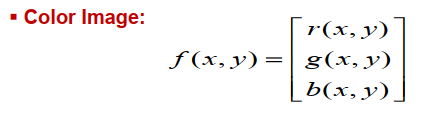 ▪ Color Image:
r(x, y)
f(x, y) = g(x, y)
b(x, y)